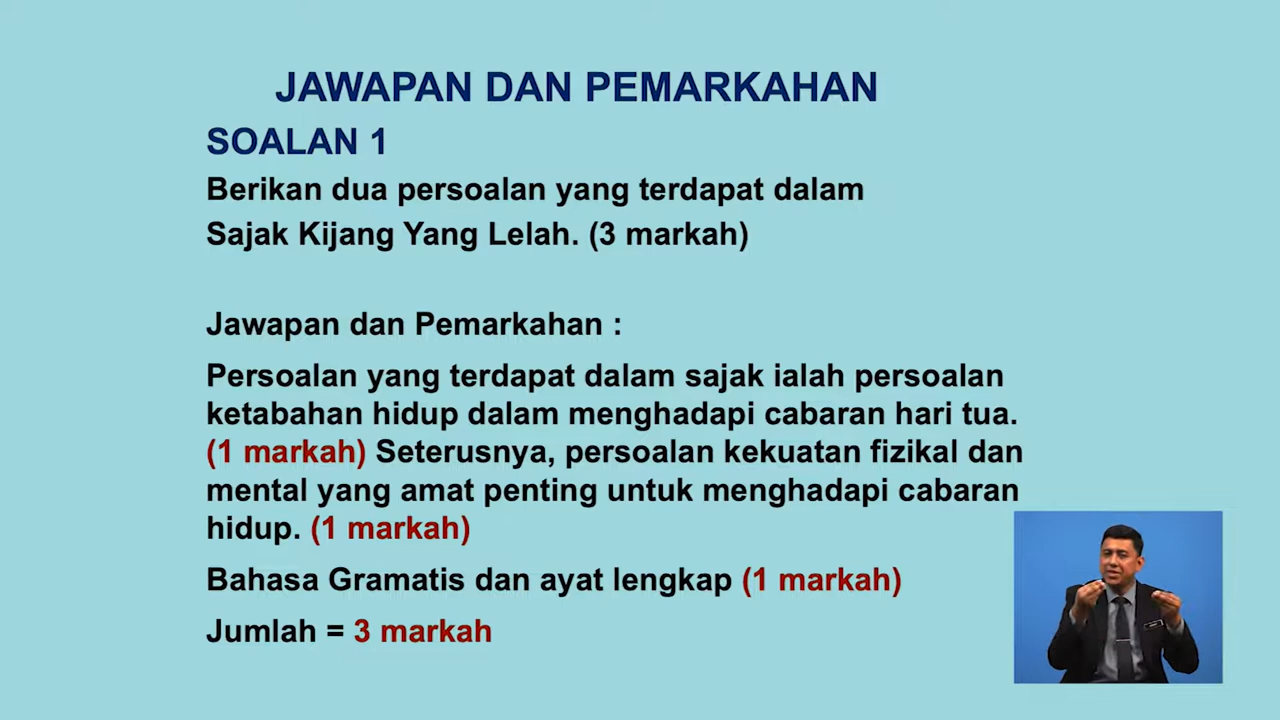 JAWAPAN DAN PEMARKAHAN
SOALAN 1
Berikan dua persoalan yang terdapat dalam
Sajak Kijang Yang Lelah. (3 markah)
Jawapan dan Pemarkahan :
Persoalan yang terdapat dalam sajak ialah persoalan
ketabahan hidup dalam menghadapi cabaran hari tua.
(1 markah) Seterusnya, persoalan kekuatan fizikal dan
mental yang amat penting untuk menghadapi cabaran
hidup. (1 markah)
Bahasa Gramatis dan ayat lengkap (1 markah)
Jumlah = 3 markah